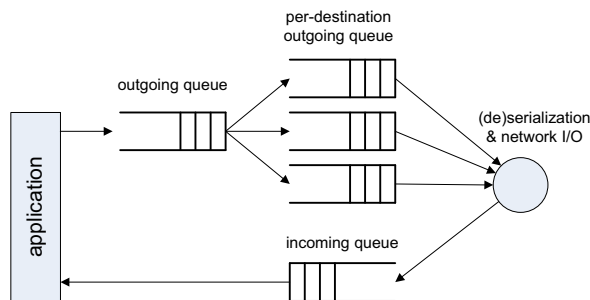 per-destination
outgoing queue
outgoing queue
(de)serialization
& network I/O
application
incoming queue